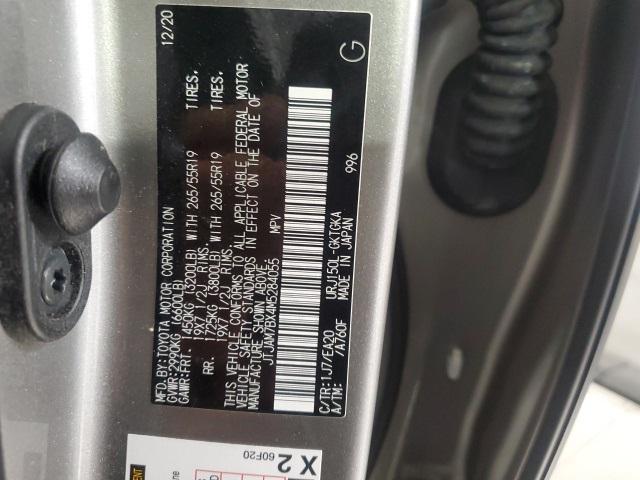 MFD.BY:TOYOTA MOTOR CORPORATION 12/20
GVWR:2990KG (6600LB)
GAWR:FRT. 1450KG (3200LB) WITH 265/55R19 TIRES.
19X7 1/2J RIMS.
RR. 1725KG (3800LB) WITH 265/55R19 TIRES.
19X7 1/2J RIMS.
THIS VEHICLE CONFORMS TO ALL APPLICABLE FEDERAL MOTOR
VEHICLE SAFETY STANDARDS IN EFFECT ON THE DATE OF
MANUFACTURE SHOWN ABOVE.
JTJAM7BX4M5284055 MPV
C/TR:1J7/EA20 URJ150L-GKTGKA
A/TM: /A760F MADE IN JAPAN
996
G
X 2
60F20